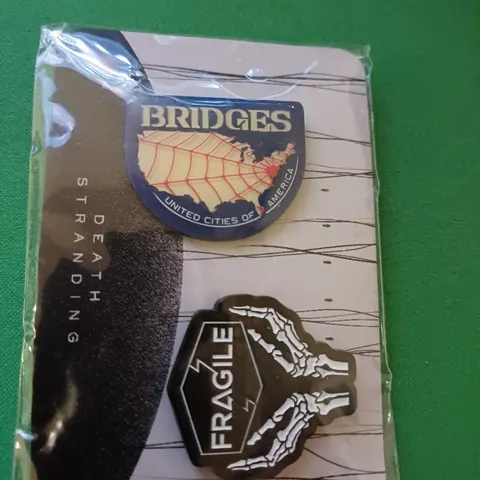 BRIDGES
UNITED CITIES OF AMERICA
DEATH
STRANDING
FRAGILE